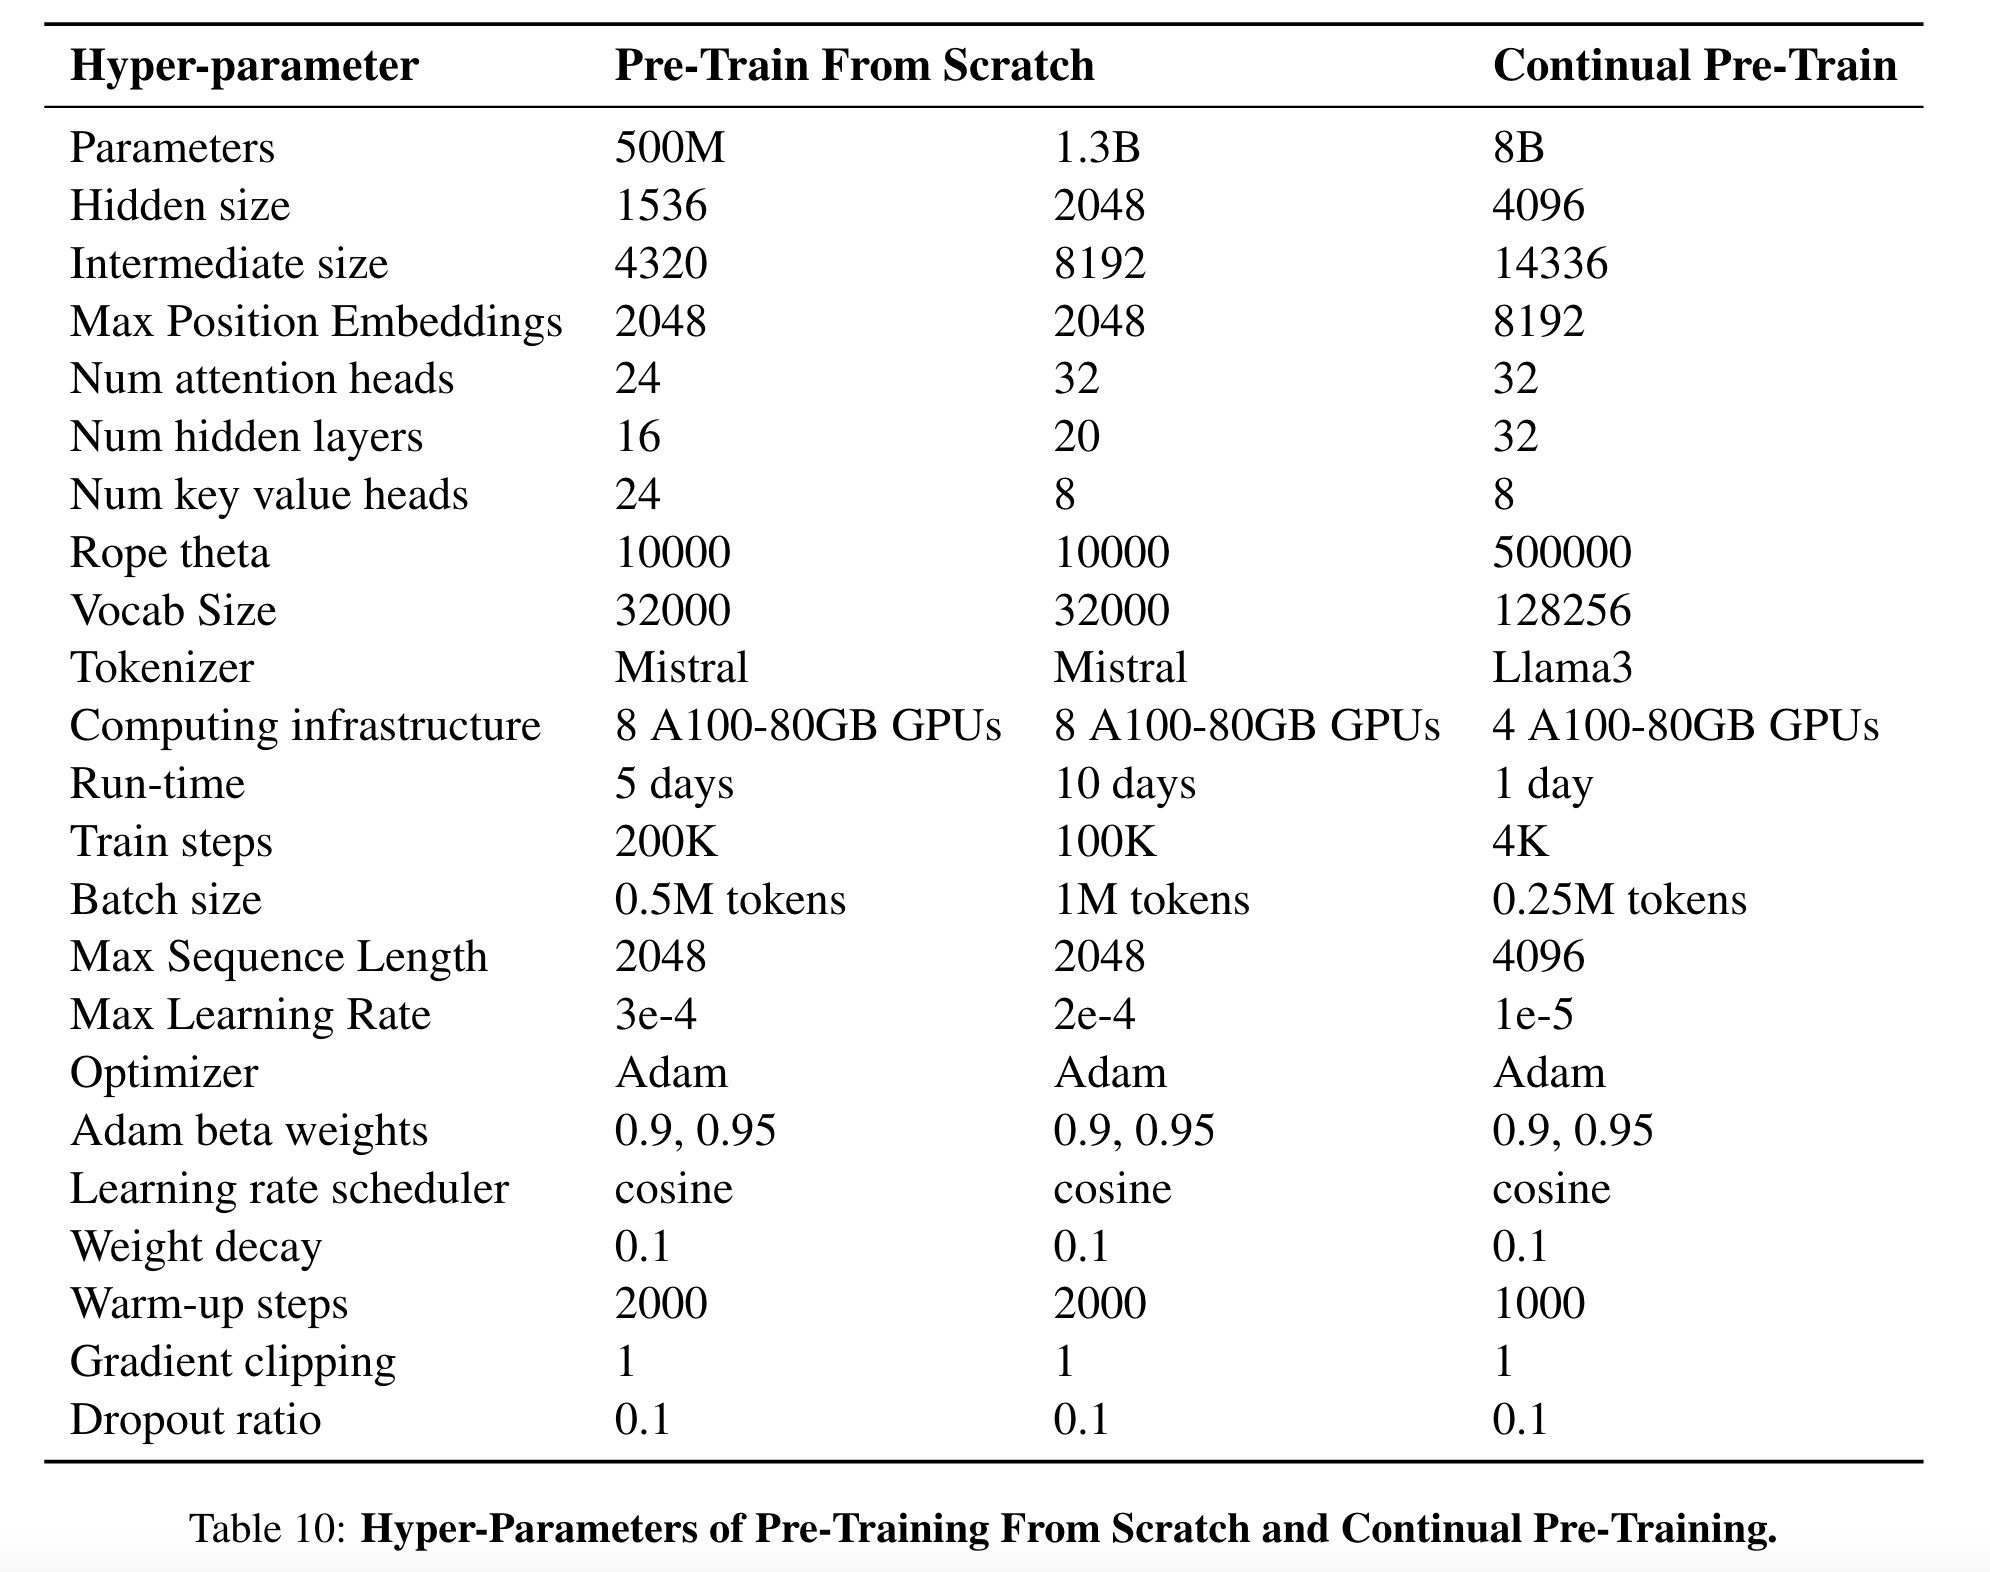 Hyper-parameter Pre-Train From Scratch Continual Pre-Train
Parameters 500M 1.3B 8B
Hidden size 1536 2048 4096
Intermediate size 4320 8192 14336
Max Position Embeddings 2048 2048 8192
Num attention heads 24 32 32
Num hidden layers 16 20 32
Num key value heads 24 8 8
Rope theta 10000 10000 500000
Vocab Size 32000 32000 128256
Tokenizer Mistral Mistral Llama3
Computing infrastructure 8 A100-80GB GPUs 8 A100-80GB GPUs 4 A100-80GB GPUs
Run-time 5 days 10 days 1 day
Train steps 200K 100K 4K
Batch size 0.5M tokens 1M tokens 0.25M tokens
Max Sequence Length 2048 2048 4096
Max Learning Rate 3e-4 2e-4 1e-5
Optimizer Adam Adam Adam
Adam beta weights 0.9, 0.95 0.9, 0.95 0.9, 0.95
Learning rate scheduler cosine cosine cosine
Weight decay 0.1 0.1 0.1
Warm-up steps 2000 2000 1000
Gradient clipping 1 1 1
Dropout ratio 0.1 0.1 0.1
Table 10: Hyper-Parameters of Pre-Training From Scratch and Continual Pre-Training.